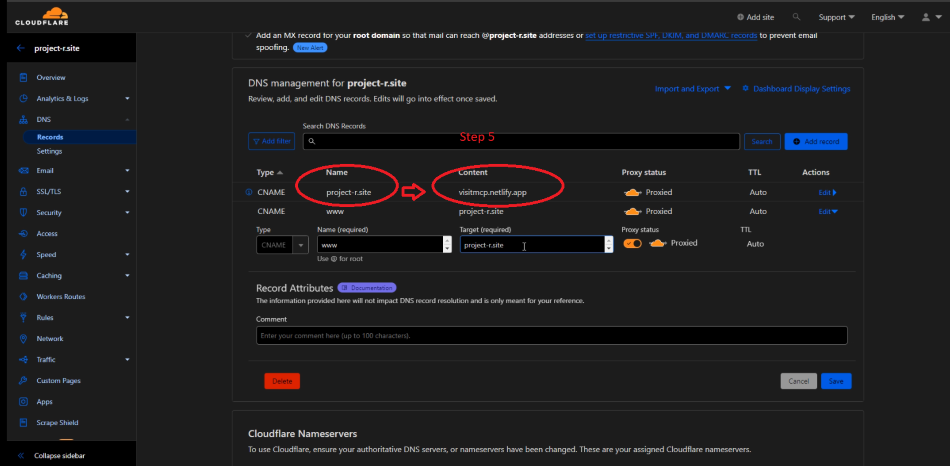 CLOUDFLARE
Add site
Support
English
project-r.site
Add an MX record for your root domain so that mail can reach @project-r.site addresses or set up restrictive SPF, DKIM, and DMARC records to prevent email
spoofing. New Alert
Overview
Analytics & Logs
DNS
Records
Settings
Email
SSL/TLS
Security
Access
Speed
Caching
Workers Routes
Rules
Network
Traffic
Custom Pages
Apps
Scrape Shield
Collapse sidebar
DNS management for project-r.site
Review, add, and edit DNS records. Edits will go into effect once saved.
Import and Export
Dashboard Display Settings
Search DNS Records
Add filter
Step 5
Search
Add record
Type Name Content Proxy status TTL Actions
CNAME project-r.site visitmcp.netlify.app Proxied Auto Edit
CNAME www project-r.site Proxied Auto Edit
Type Name (required) Target (required) Proxy status TTL
CNAME www project-r.site Proxied Auto
Use @ for root
Record Attributes Documentation
The information provided here will not impact DNS record resolution and is only meant for your reference.
Comment
Enter your comment here (up to 100 characters).
Delete
Cancel
Save
Cloudflare Nameservers
To use Cloudflare, ensure your authoritative DNS servers, or nameservers have been changed. These are your assigned Cloudflare nameservers.